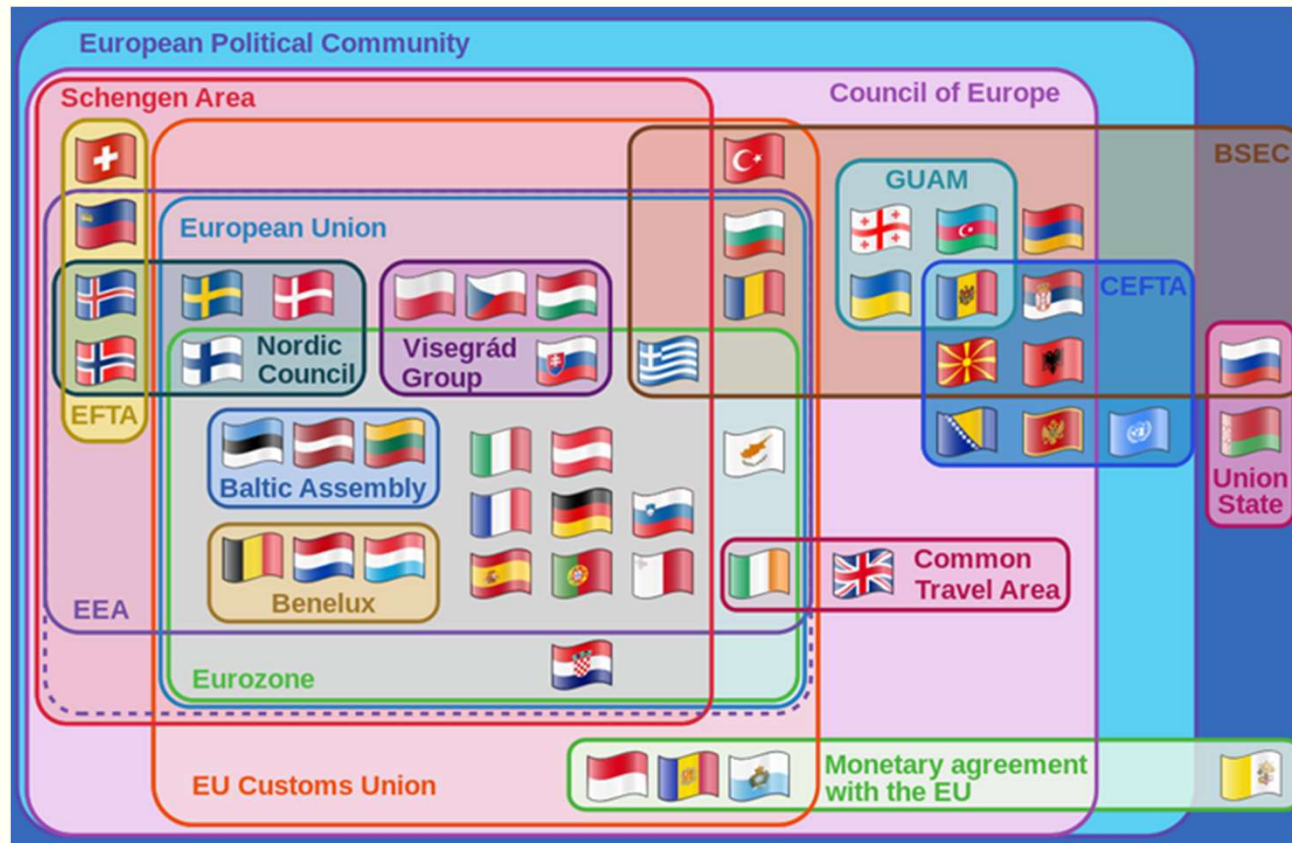 European Political Community
Schengen Area
Council of Europe
BSEC
GUAM
European Union
CEFTA
Nordic
Council
Visegrád
Group
EFTA
Baltic Assembly
Union
State
Common
Travel Area
Benelux
EEA
Eurozone
EU Customs Union
Monetary agreement
with the EU